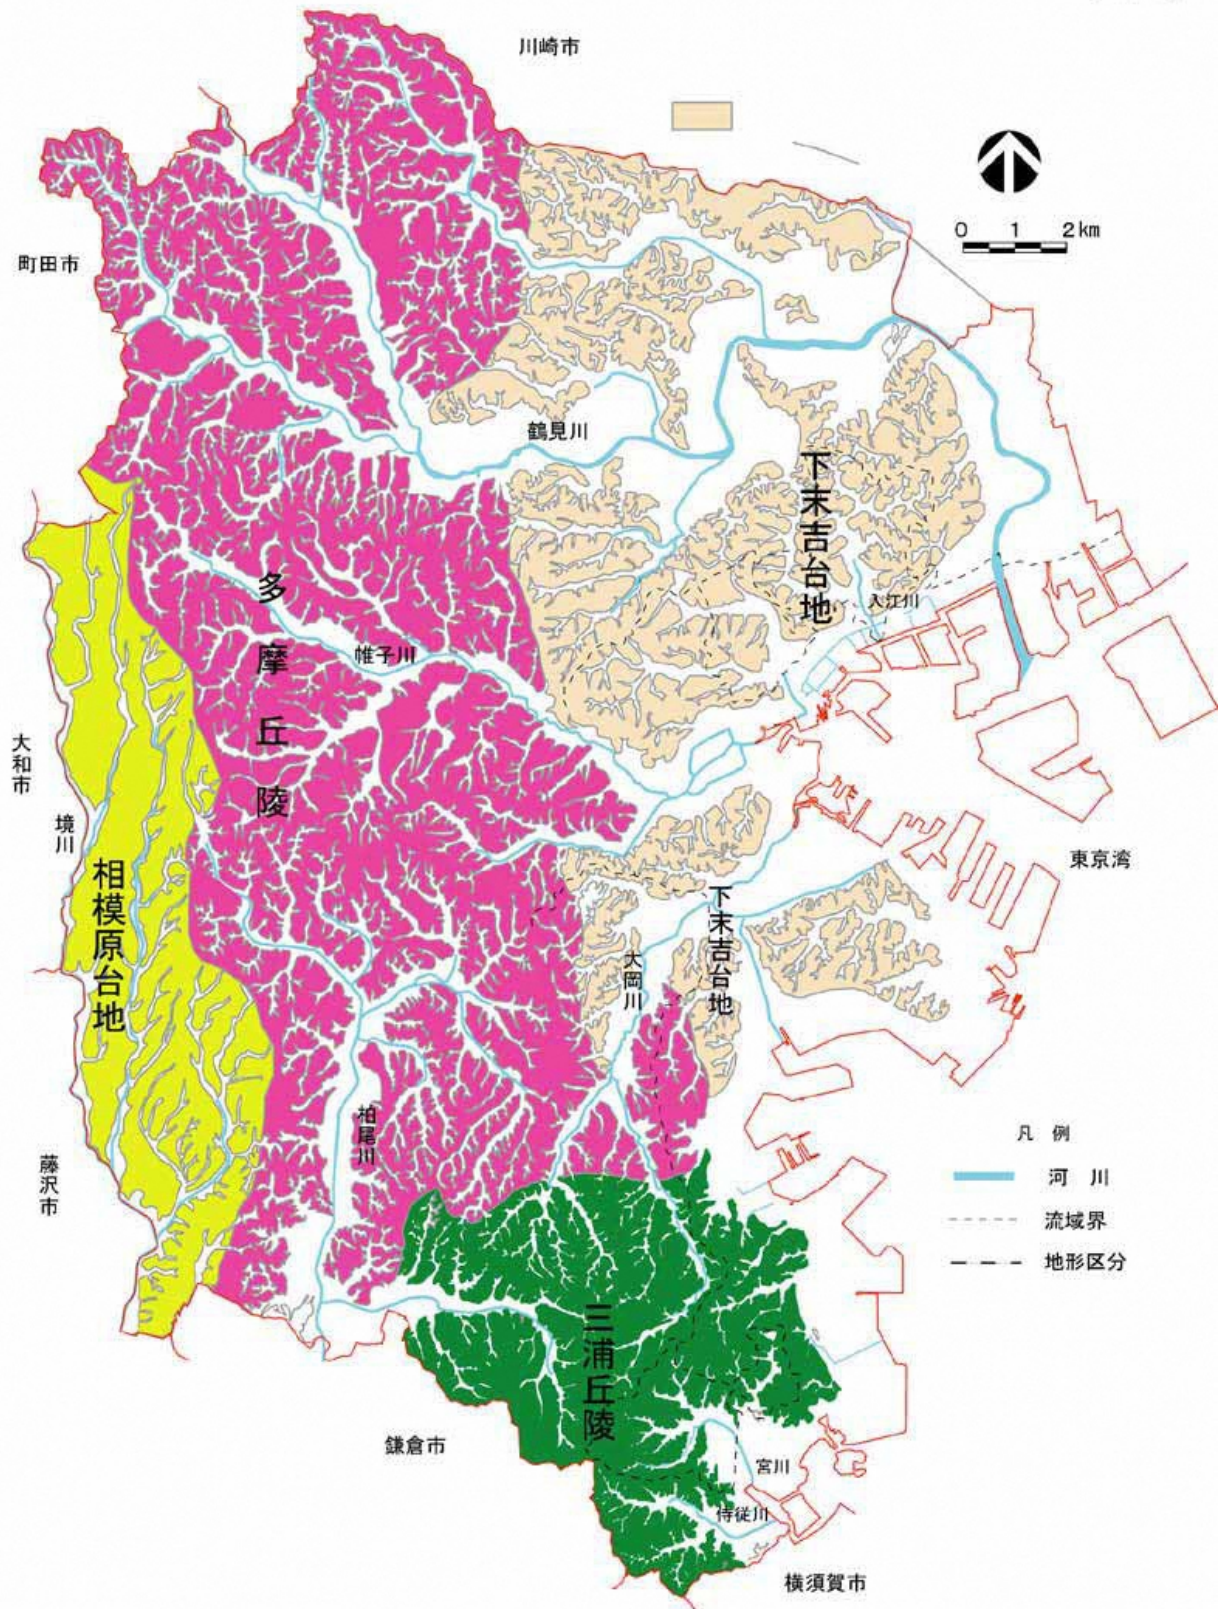 川崎市
0 1 2km
町田市
鶴見川
下末吉台地
入江川
多摩丘陵
帷子川
大和市
境川
相模原台地
東京湾
下末吉台地
大岡川
柏尾川
藤沢市
凡 例
河 川
流域界
地形区分
三浦丘陵
鎌倉市
宮川
侍従川
横須賀市